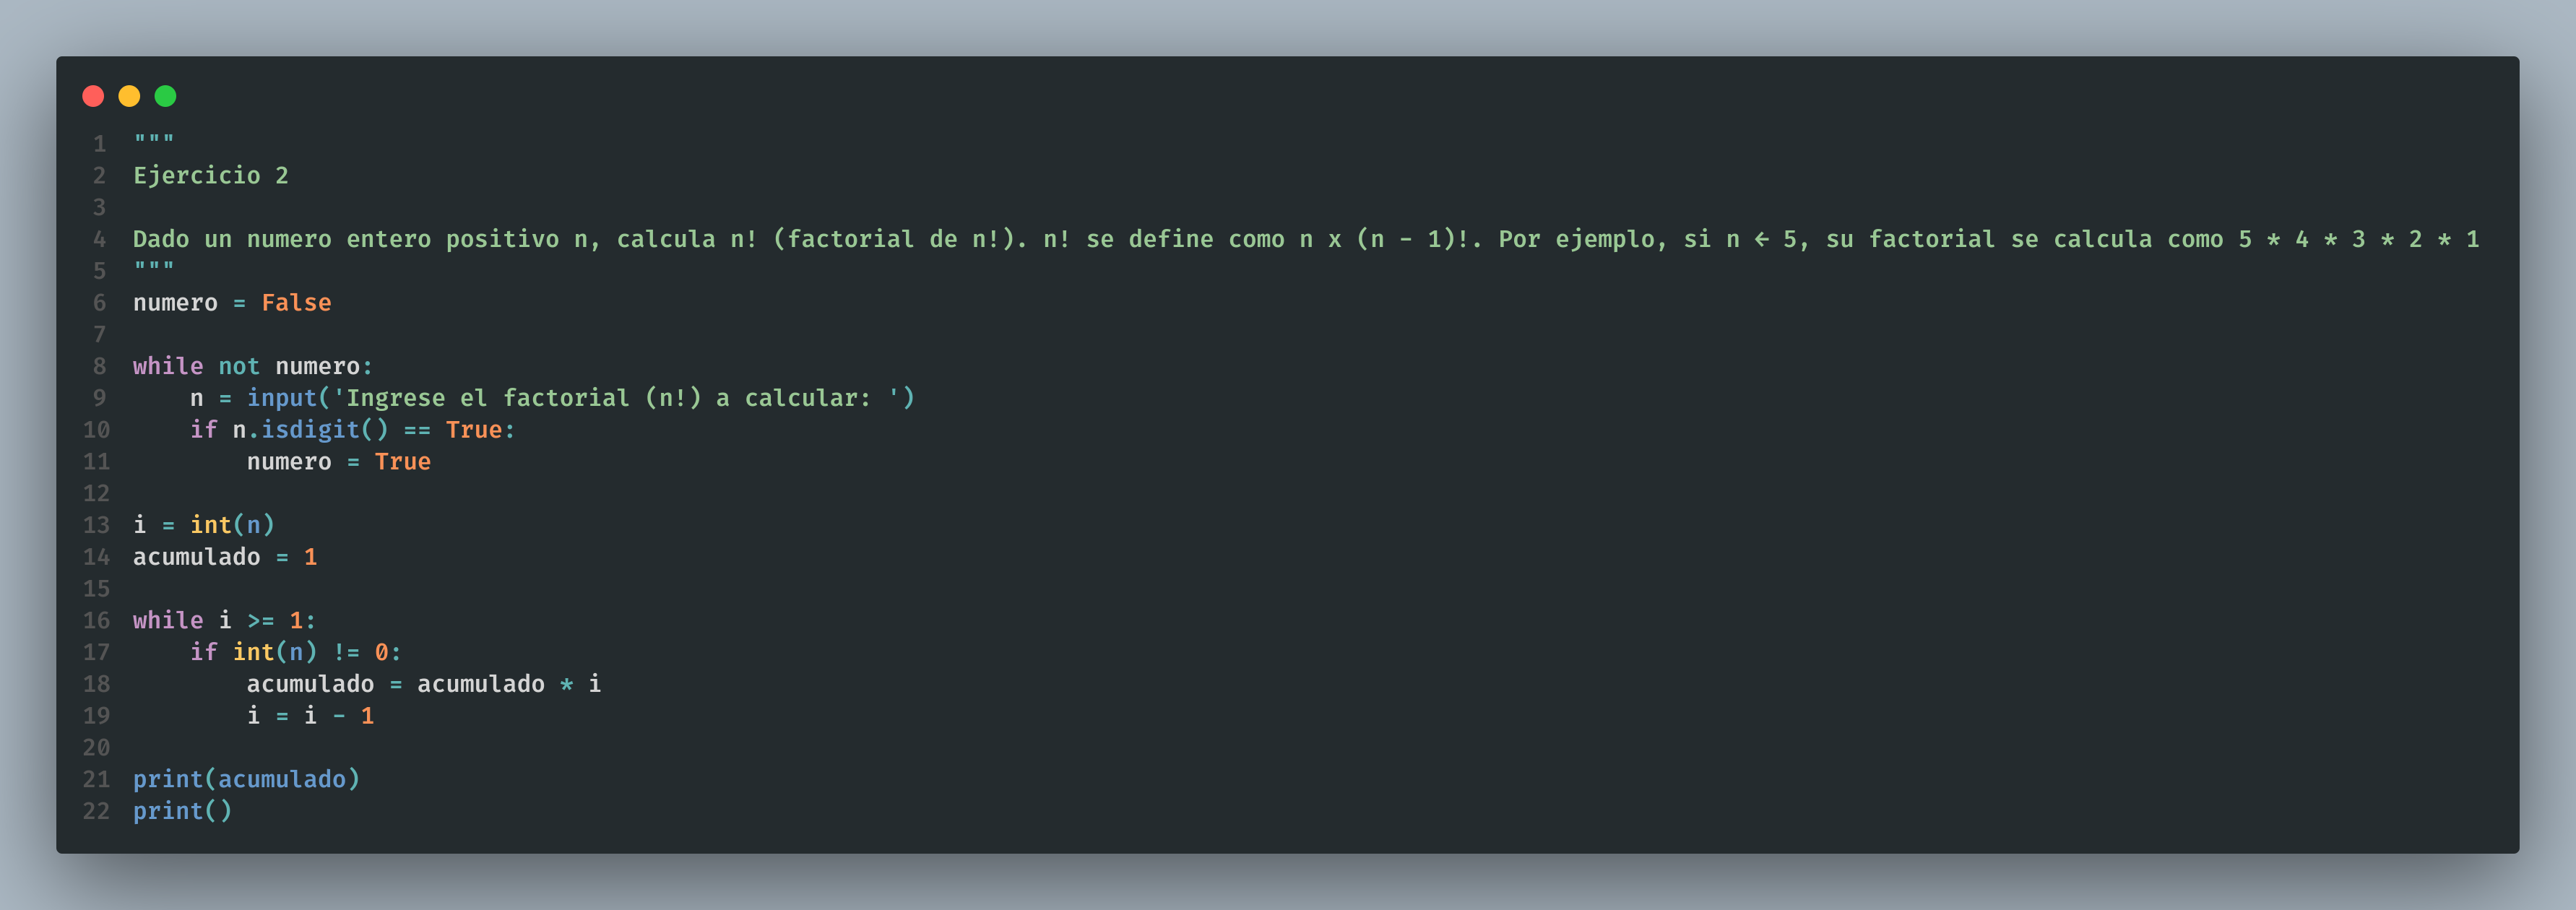 1 """
2 Ejercicio 2
3
4 Dado un numero entero positivo n, calcula n! (factorial de n!). n! se define como n x (n - 1)!. Por ejemplo, si n ← 5, su factorial se calcula como 5 * 4 * 3 * 2 * 1
5 """
6 numero = False
7
8 while not numero:
9     n = input('Ingrese el factorial (n!) a calcular: ')
10     if n.isdigit() == True:
11         numero = True
12
13 i = int(n)
14 acumulado = 1
15
16 while i >= 1:
17     if int(n) != 0:
18         acumulado = acumulado * i
19         i = i - 1
20
21 print(acumulado)
22 print()